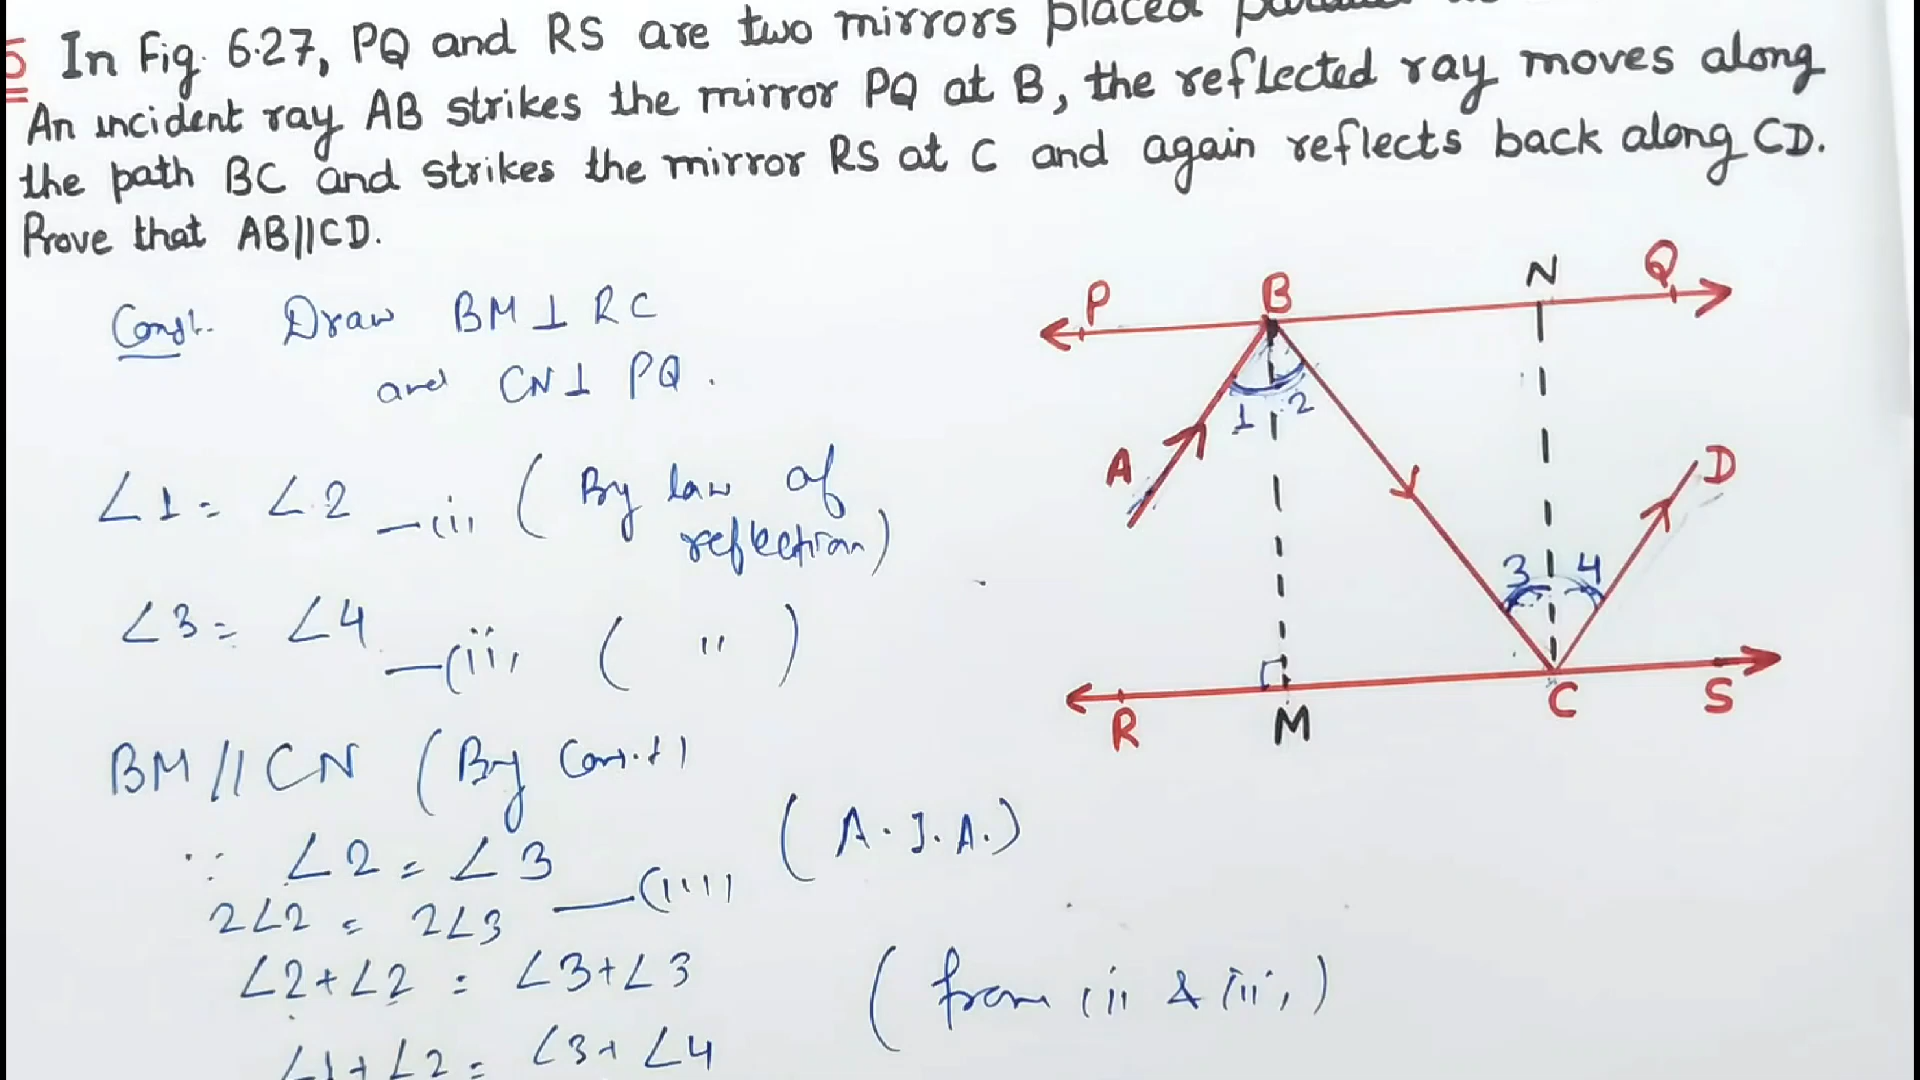 5 In Fig. 6.27, PQ and RS are two mirrors placed
An incident ray AB strikes the mirror PQ at B, the reflected ray moves along
the path BC and strikes the mirror RS at C and again reflects back along CD.
Prove that AB||CD.
Const. Draw BM ⊥ RC
and CN ⊥ PQ.
∠1 = ∠2 —(i) ( By law of
reflection)
∠3 = ∠4 —(ii) ( " )
BM // CN (By Const)
∵ ∠2 = ∠3 —(iii) ( A.I.A.)
2∠2 = 2∠3
∠2+∠2 = ∠3+∠3
∠1+∠2 = ∠3+∠4 ( from (i) & (ii) )
P B N Q
1 2
A D
3 4
R M C S